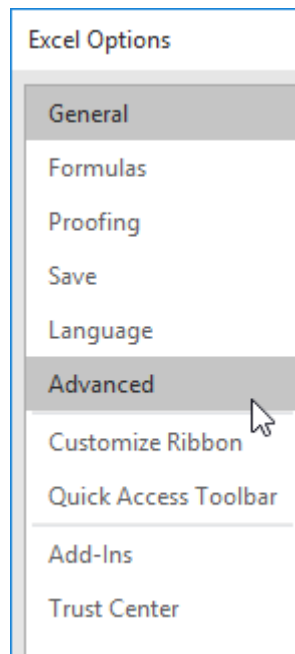 Excel Options
General
Formulas
Proofing
Save
Language
Advanced
Customize Ribbon
Quick Access Toolbar
Add-Ins
Trust Center